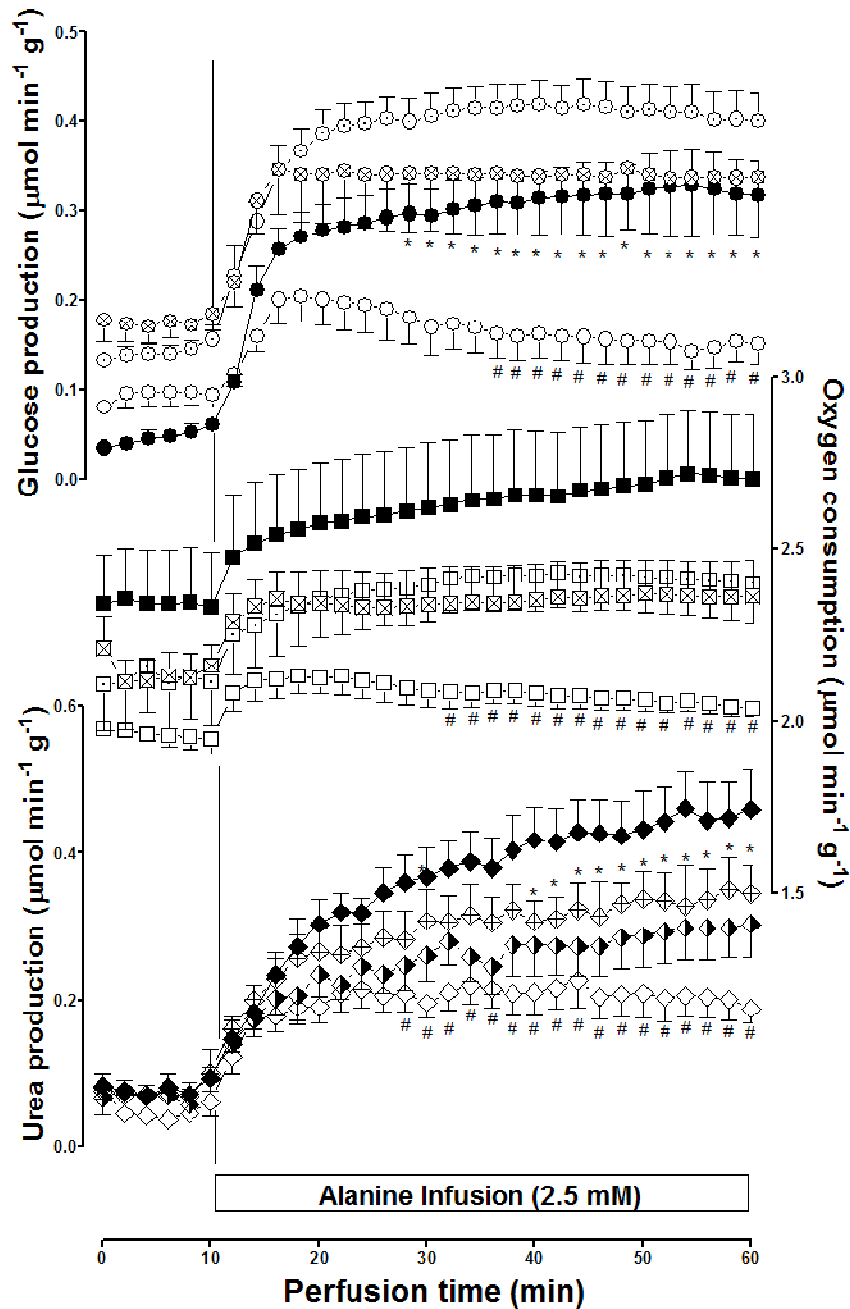 0.5
0.4
0.3
0.2
0.1
0.0
Glucose production (µmol min⁻¹ g⁻¹)
* * * * * * * * * * * * * * * * *
# # # # # # # # # # # # #
3.0
2.5
2.0
1.5
Oxygen consumption (µmol min⁻¹ g⁻¹)
# # # # # # # # # # # # # # #
0.6
0.4
0.2
0.0
Urea production (µmol min⁻¹ g⁻¹)
* * * * * * * * * * * *
# # # # # # # # # # # # # # # # #
Alanine Infusion (2.5 mM)
0 10 20 30 40 50 60
Perfusion time (min)